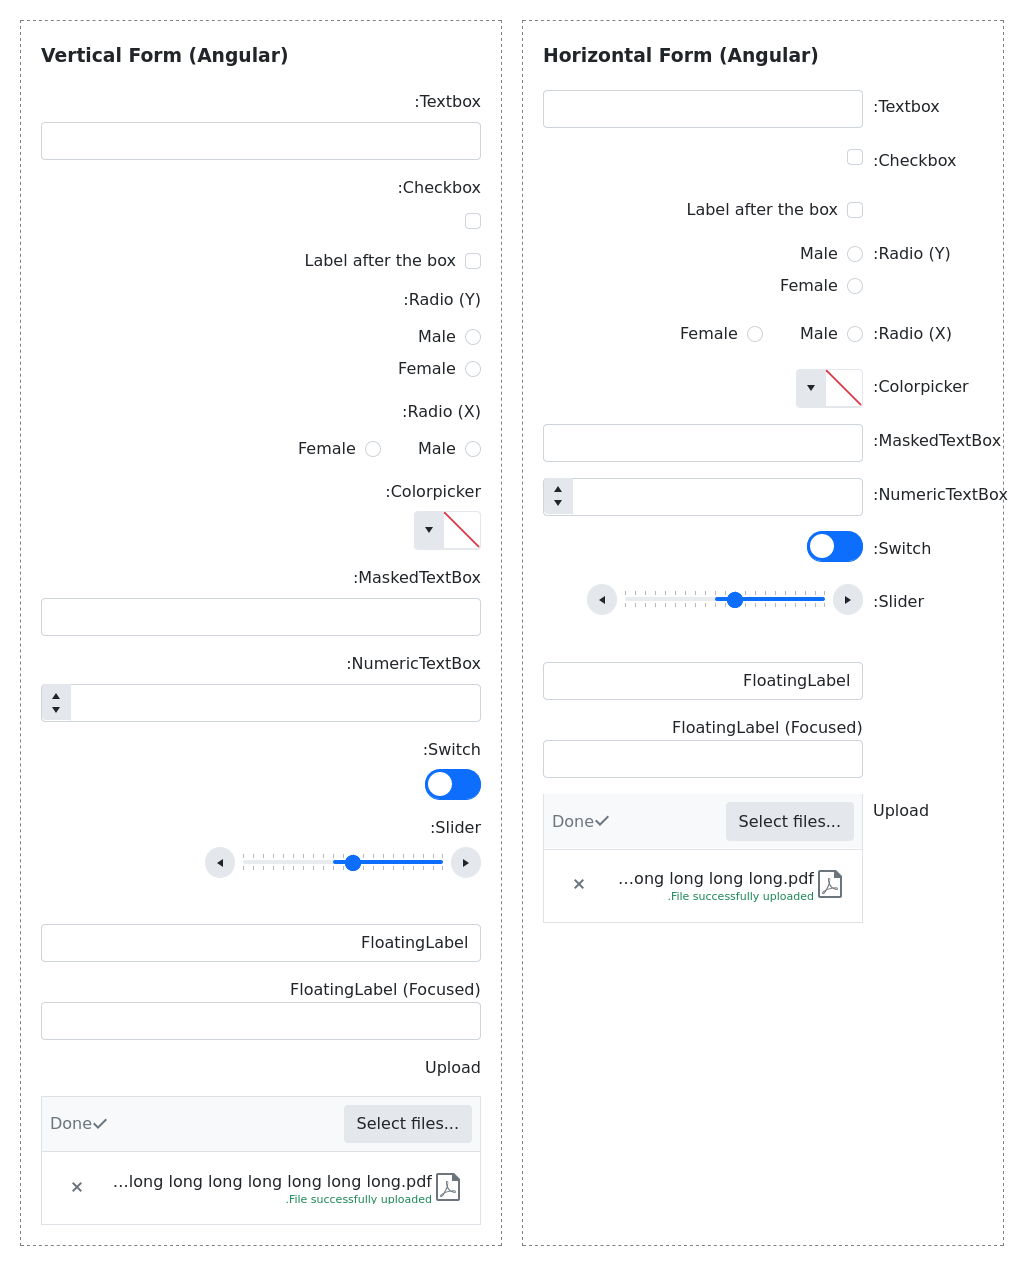 Vertical Form (Angular)
:Textbox
:Checkbox
Label after the box
:Radio (Y)
Male
Female
:Radio (X)
Female Male
:Colorpicker
:MaskedTextBox
:NumericTextBox
:Switch
:Slider
FloatingLabel
FloatingLabel (Focused)
Upload
Done Select files...
...long long long long long long long.pdf
.File successfully uploaded
Horizontal Form (Angular)
:Textbox
:Checkbox
Label after the box
Male :Radio (Y)
Female
Female Male :Radio (X)
:Colorpicker
:MaskedTextBox
:NumericTextBox
:Switch
:Slider
FloatingLabel
FloatingLabel (Focused)
Upload
Done Select files...
...ong long long long.pdf
.File successfully uploaded